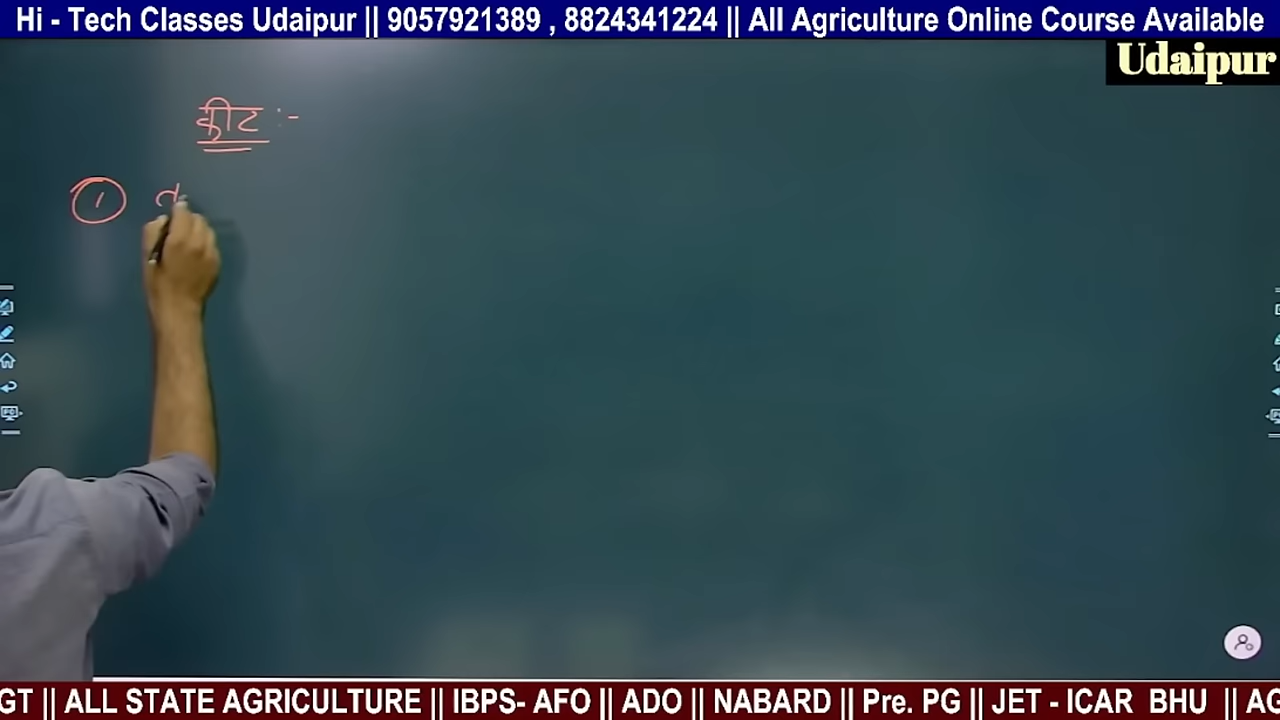 Hi - Tech Classes Udaipur || 9057921389 , 8824341224 || All Agriculture Online Course Available
Udaipur
कीट :-
①
GT || ALL STATE AGRICULTURE || IBPS- AFO || ADO || NABARD || Pre. PG || JET - ICAR BHU || AG